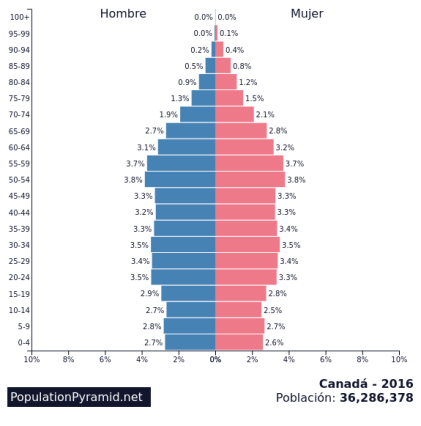 Hombre Mujer
100+ 0.0% 0.0%
95-99 0.0% 0.1%
90-94 0.2% 0.4%
85-89 0.5% 0.8%
80-84 0.9% 1.2%
75-79 1.3% 1.5%
70-74 1.9% 2.1%
65-69 2.7% 2.8%
60-64 3.1% 3.2%
55-59 3.7% 3.7%
50-54 3.8% 3.8%
45-49 3.3% 3.3%
40-44 3.2% 3.3%
35-39 3.3% 3.4%
30-34 3.5% 3.5%
25-29 3.4% 3.4%
20-24 3.5% 3.3%
15-19 2.9% 2.8%
10-14 2.7% 2.5%
5-9 2.8% 2.7%
0-4 2.7% 2.6%
10% 8% 6% 4% 2% 0% 2% 4% 6% 8% 10%
Canadá - 2016
PopulationPyramid.net Población: 36,286,378